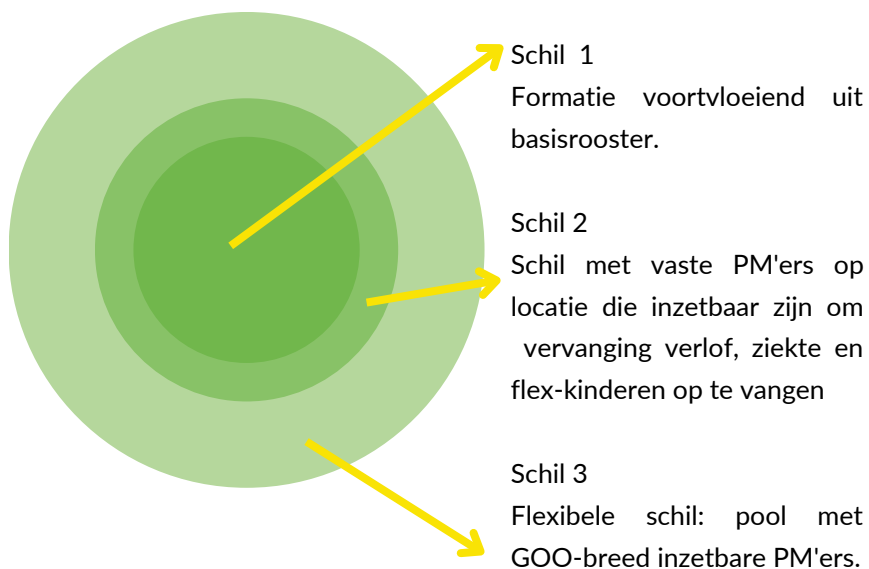 Schil 1
Formatie voortvloeiend uit
basisrooster.
Schil 2
Schil met vaste PM'ers op
locatie die inzetbaar zijn om
vervanging verlof, ziekte en
flex-kinderen op te vangen
Schil 3
Flexibele schil: pool met
GOO-breed inzetbare PM'ers.